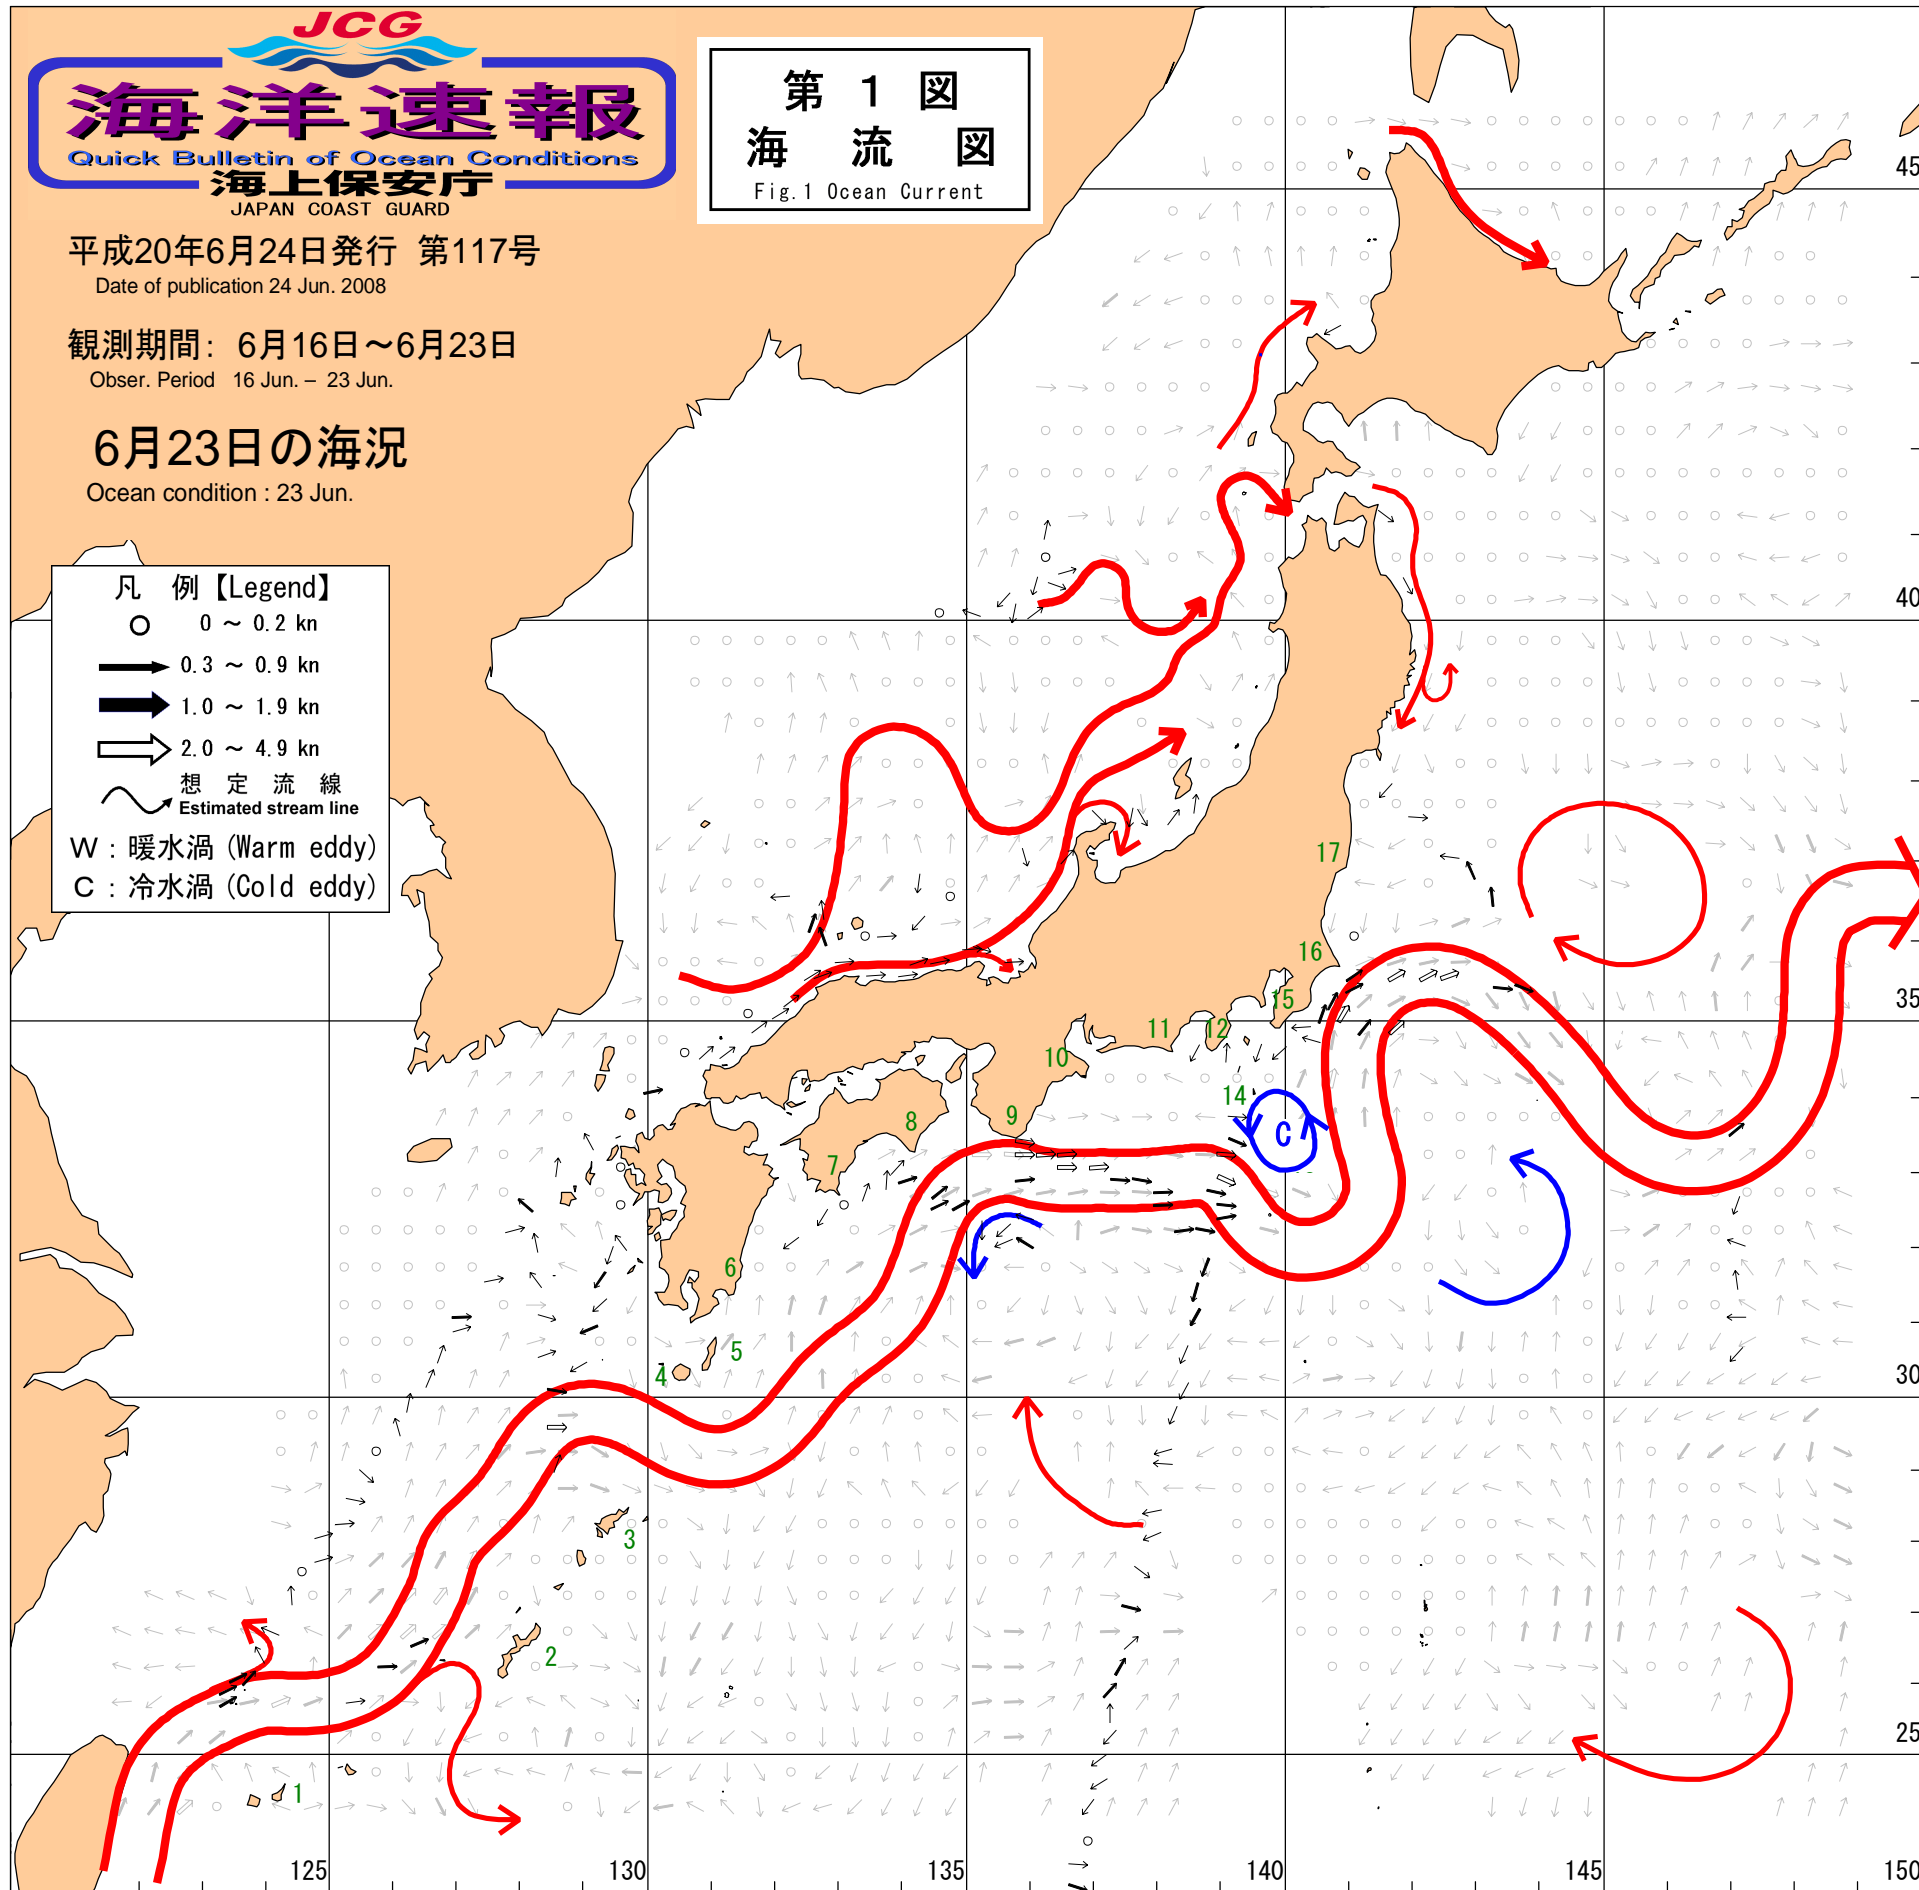 JCG
海洋速報
Quick Bulletin of Ocean Conditions
海上保安庁
JAPAN COAST GUARD
第 1 図
海 流 図
Fig.1 Ocean Current
平成20年6月24日発行 第117号
Date of publication 24 Jun. 2008
観測期間: 6月16日～6月23日
Obser. Period 16 Jun. – 23 Jun.
6月23日の海況
Ocean condition : 23 Jun.
凡 例【Legend】
0 ～ 0.2 kn
0.3 ～ 0.9 kn
1.0 ～ 1.9 kn
2.0 ～ 4.9 kn
想 定 流 線
Estimated stream line
W : 暖水渦 (Warm eddy)
C : 冷水渦 (Cold eddy)
45
40
35
30
25
17
16
15
12
11
10
14
9
8
C
7
6
5
4
3
2
1
125
130
135
140
145
150